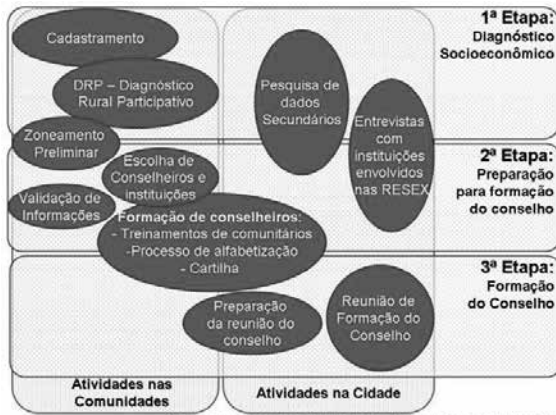 Cadastramento
DRP – Diagnóstico
Rural Participativo
Zoneamento
Preliminar
Pesquisa de
dados
Secundários
Entrevistas
com
instituições
envolvidos
nas RESEX
1ª Etapa:
Diagnóstico
Socioeconômico
Escolha de
Conselheiros e
instituições
Validação de
Informações
Formação de conselheiros:
- Treinamentos de comunitários
-Processo de alfabetização
- Cartilha
2ª Etapa:
Preparação
para formação
do conselho
Preparação
da reunião do
conselho
Reunião de
Formação do
Conselho
3ª Etapa:
Formação
do Conselho
Atividades nas
Comunidades
Atividades na Cidade